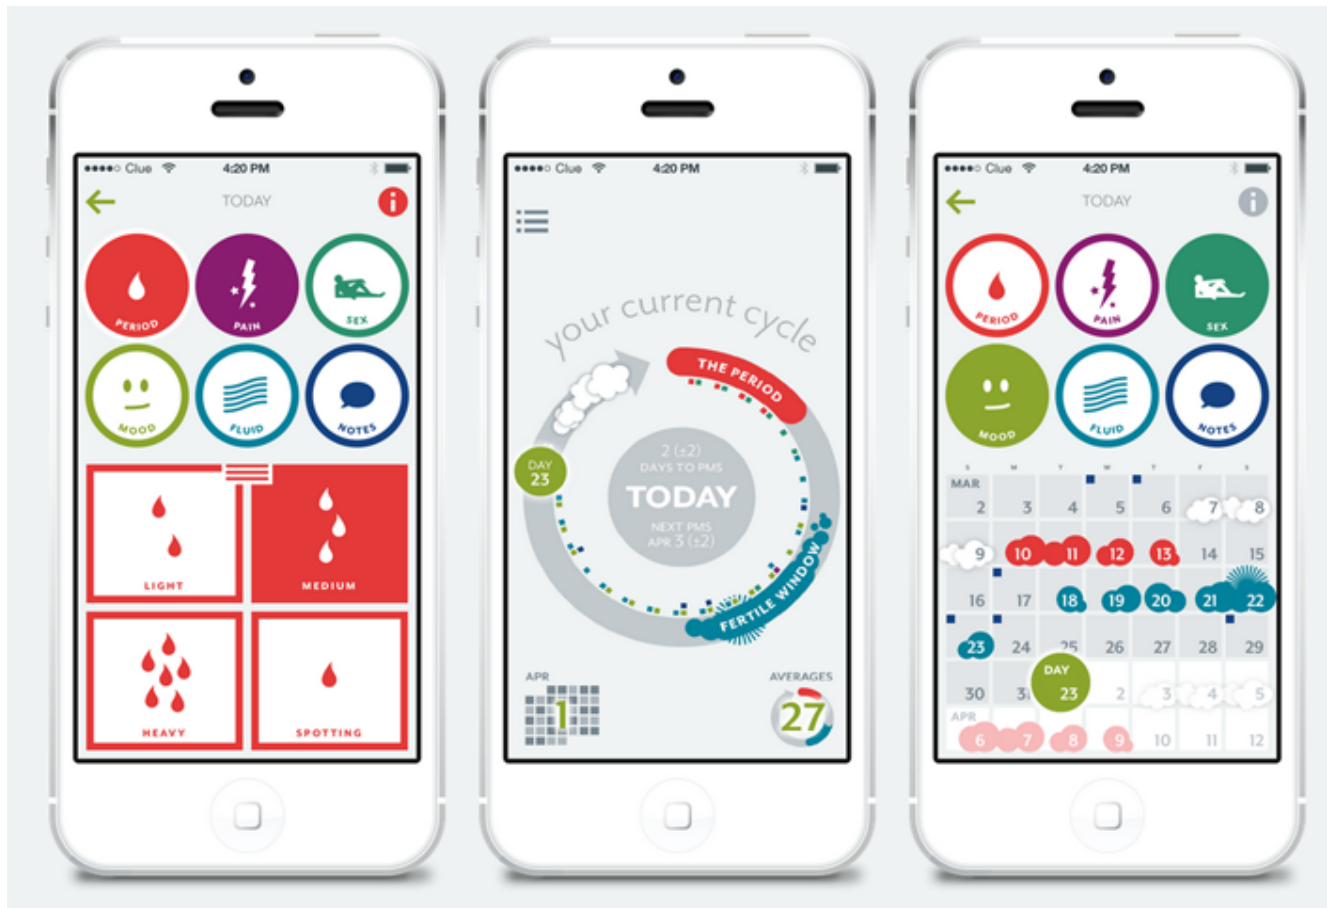 Clue 4:20 PM
TODAY
PERIOD PAIN SEX
MOOD FLUID NOTES
LIGHT MEDIUM
HEAVY SPOTTING
Clue 4:20 PM
your current cycle
THE PERIOD
DAY
23
2 (±2)
DAYS TO PMS
TODAY
NEXT PMS
APR 3 (±2)
FERTILE WINDOW
APR
1
AVERAGES
27
Clue 4:20 PM
TODAY
PERIOD PAIN SEX
MOOD FLUID NOTES
S M T W T F S
MAR
2 3 4 5 6 7 8
9 10 11 12 13 14 15
16 17 18 19 20 21 22
23 24 25 26 27 28 29
DAY
30 31 23 2 3 4 5
APR
6 7 8 9 10 11 12